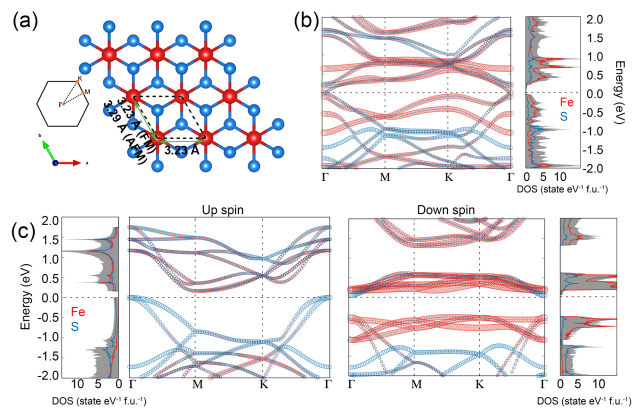 (a)
K
Γ
M
b
a
3.23 Å (FM)
3.29 Å (AFM)
3.23 Å
(b)
2.0
1.5
1.0
0.5
0.0
-0.5
-1.0
-1.5
-2.0
Energy (eV)
Fe
S
Γ M K Γ
0 5 10
DOS (state eV⁻¹ f.u.⁻¹)
(c)
Up spin
Down spin
2.0
1.5
1.0
0.5
0.0
-0.5
-1.0
-1.5
-2.0
Energy (eV)
Fe
S
10 5 0
Γ M K Γ
Γ M K Γ
0 5 10
DOS (state eV⁻¹ f.u.⁻¹)
DOS (state eV⁻¹ f.u.⁻¹)